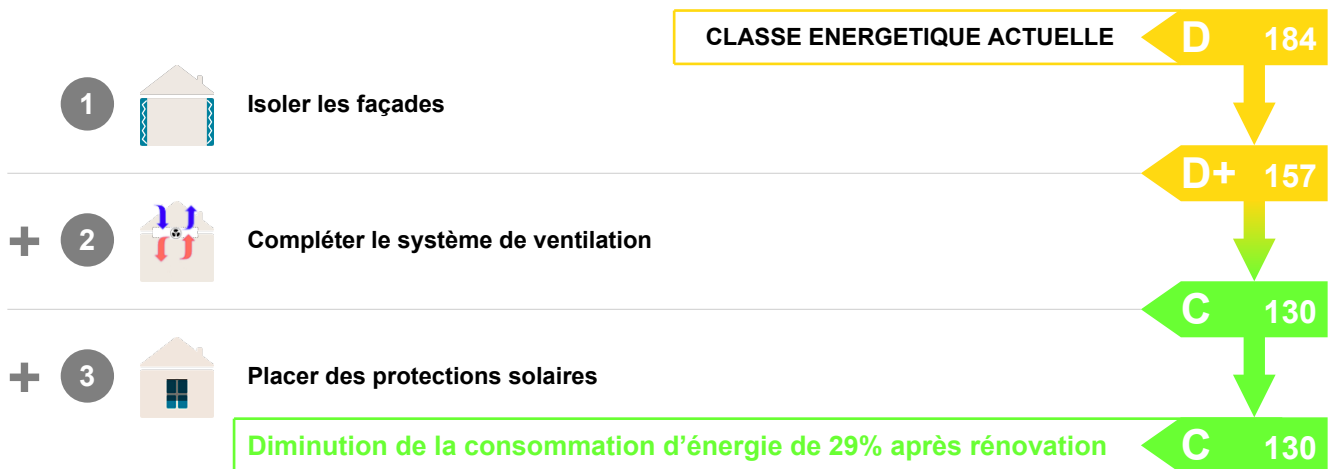 CLASSE ENERGETIQUE ACTUELLE D 184
1 Isoler les façades
D+ 157
+ 2 Compléter le système de ventilation
C 130
+ 3 Placer des protections solaires
Diminution de la consommation d’énergie de 29% après rénovation C 130